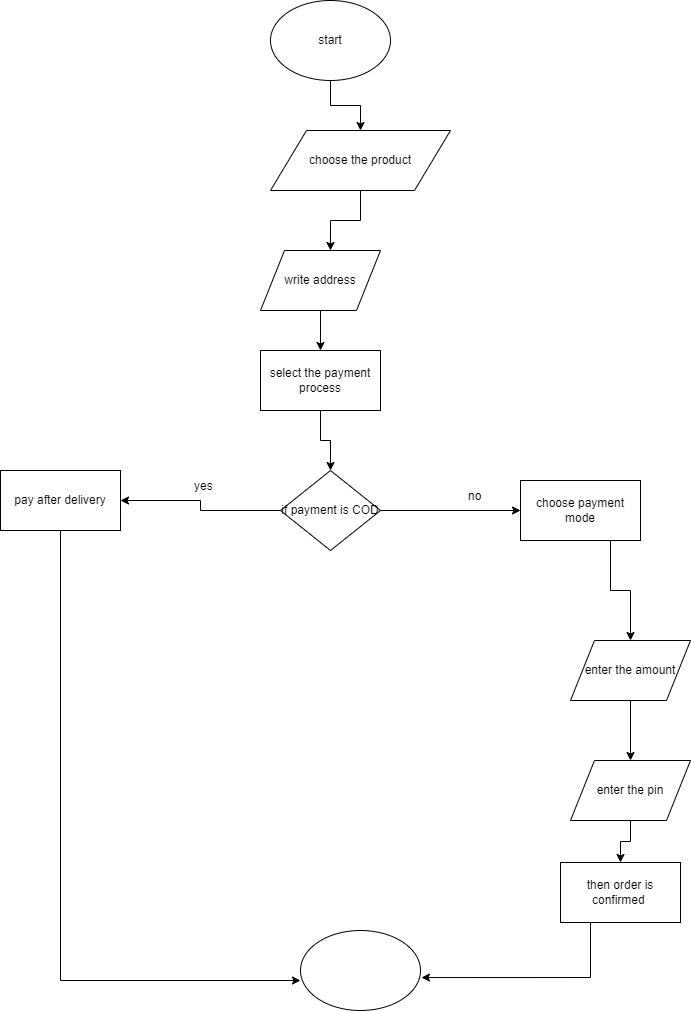 start
choose the product
write address
select the payment
process
if payment is COD
yes
no
pay after delivery
choose payment
mode
enter the amount
enter the pin
then order is
confirmed